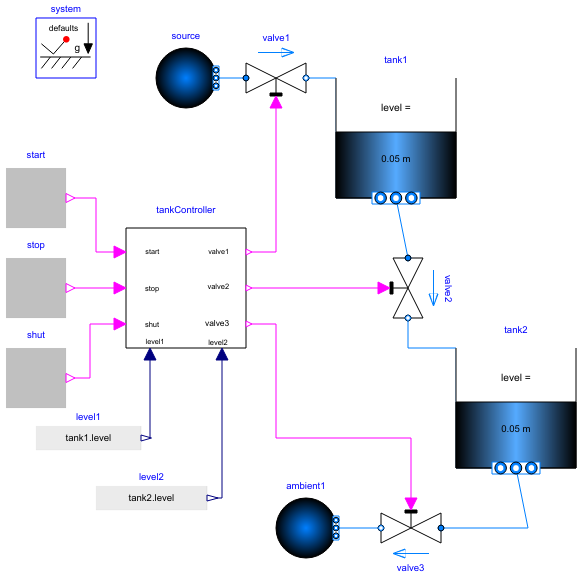 system
defaults
g
source
valve1
tank1
level =
0.05 m
start
tankController
start
valve1
stop
stop
valve2
valve2
shut
shut
valve3
level1
level2
tank2
level =
0.05 m
level1
tank1.level
level2
tank2.level
ambient1
valve3